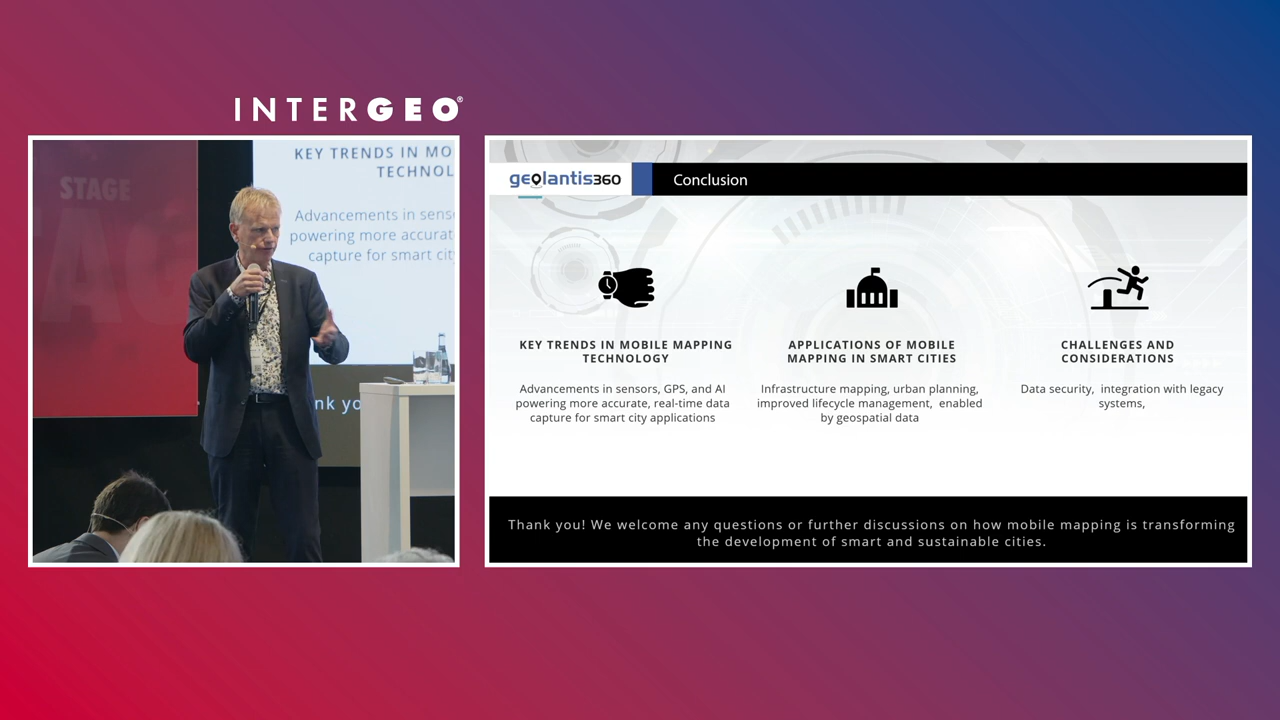 INTERGEO®
STAGE
KEY TRENDS IN MO
TECHNOL
Advancements in sens
powering more accurat
capture for smart cit
nk yo
geolantis360
Conclusion
KEY TRENDS IN MOBILE MAPPING
TECHNOLOGY
Advancements in sensors, GPS, and AI
powering more accurate, real-time data
capture for smart city applications
APPLICATIONS OF MOBILE
MAPPING IN SMART CITIES
Infrastructure mapping, urban planning,
improved lifecycle management, enabled
by geospatial data
CHALLENGES AND
CONSIDERATIONS
Data security, integration with legacy
systems,
Thank you! We welcome any questions or further discussions on how mobile mapping is transforming
the development of smart and sustainable cities.